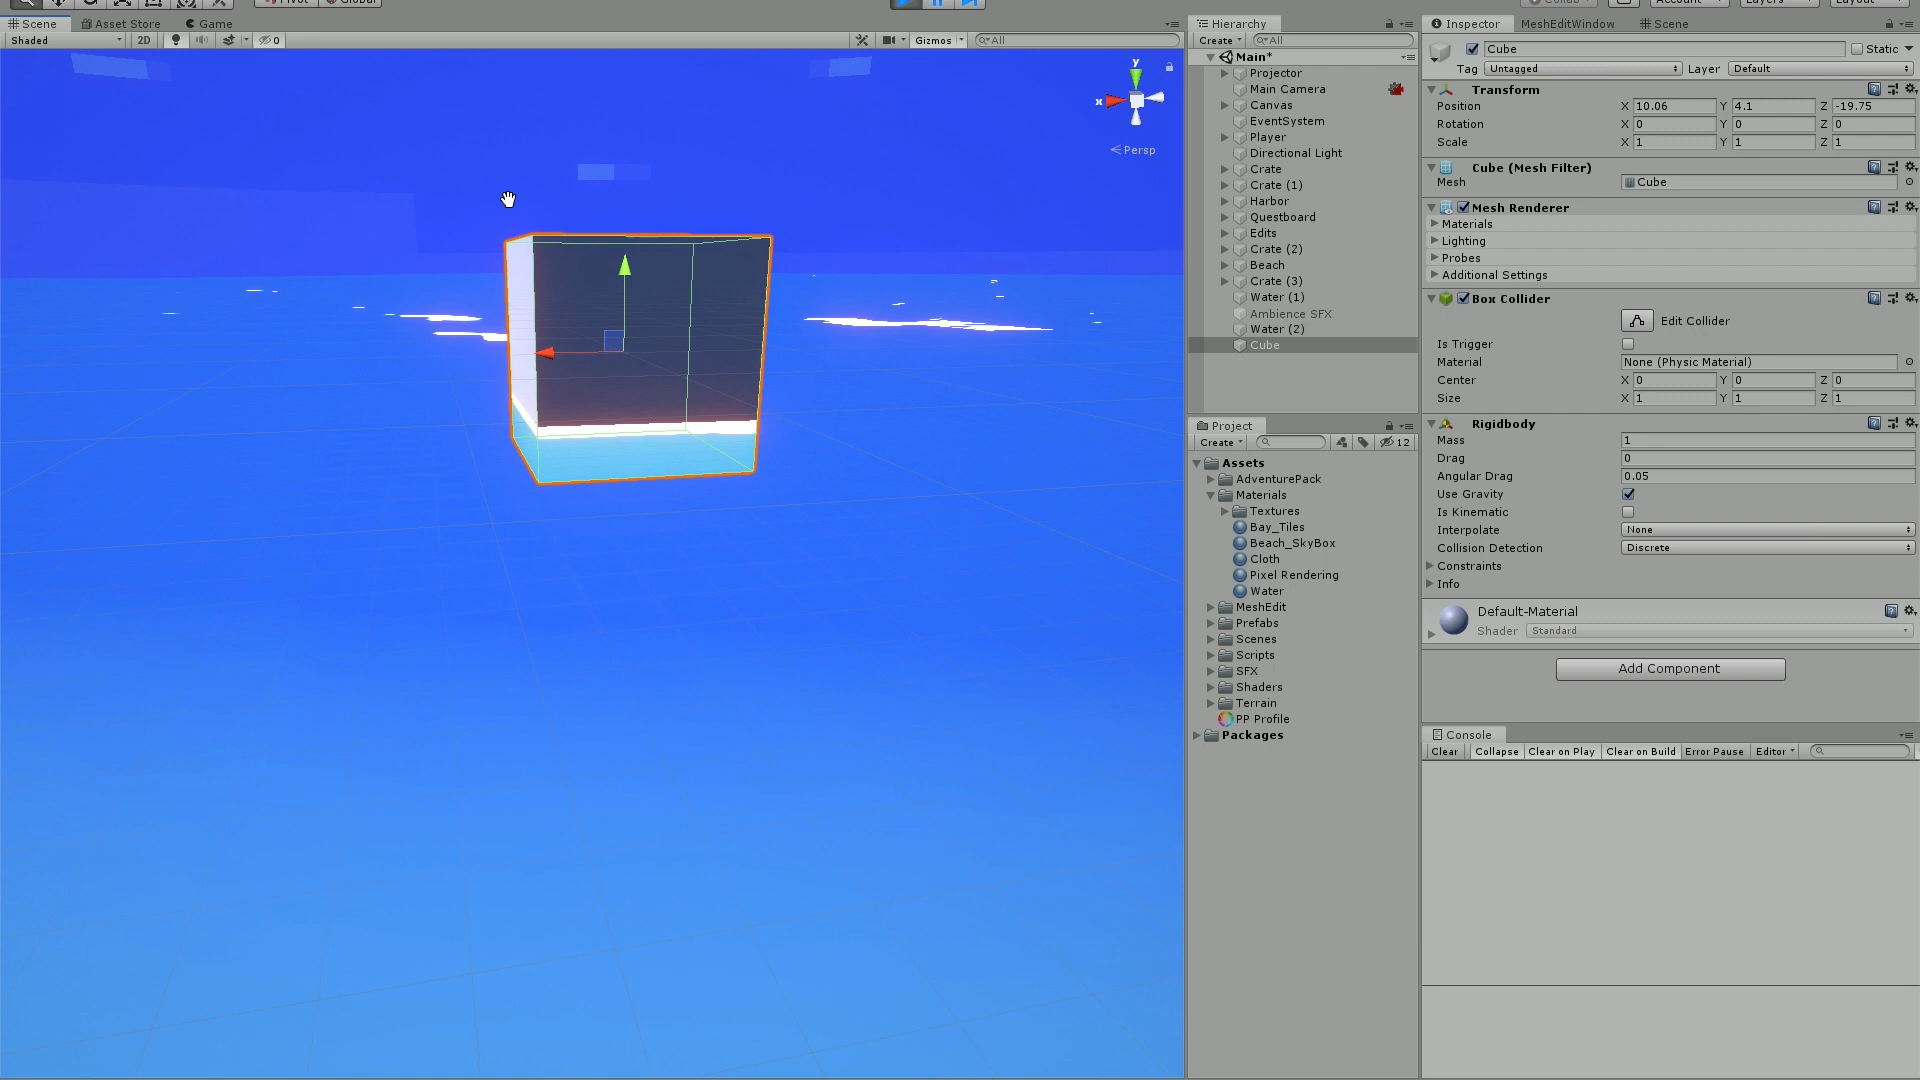 Pivot Global Collab Account Layers Layout
Scene Asset Store Game
Shaded 2D 0 Gizmos All
y
x
Persp
Hierarchy
Create All
Main*
Projector
Main Camera
Canvas
EventSystem
Player
Directional Light
Crate
Crate (1)
Harbor
Questboard
Edits
Crate (2)
Beach
Crate (3)
Water (1)
Ambience SFX
Water (2)
Cube
Project
Create 12
Assets
AdventurePack
Materials
Textures
Bay_Tiles
Beach_SkyBox
Cloth
Pixel Rendering
Water
MeshEdit
Prefabs
Scenes
Scripts
SFX
Shaders
Terrain
PP Profile
Packages
Inspector MeshEditWindow Scene
Cube Static
Tag Untagged Layer Default
Transform
Position X 10.06 Y 4.1 Z -19.75
Rotation X 0 Y 0 Z 0
Scale X 1 Y 1 Z 1
Cube (Mesh Filter)
Mesh Cube
Mesh Renderer
Materials
Lighting
Probes
Additional Settings
Box Collider
Edit Collider
Is Trigger
Material None (Physic Material)
Center X 0 Y 0 Z 0
Size X 1 Y 1 Z 1
Rigidbody
Mass 1
Drag 0
Angular Drag 0.05
Use Gravity
Is Kinematic
Interpolate None
Collision Detection Discrete
Constraints
Info
Default-Material
Shader Standard
Add Component
Console
Clear Collapse Clear on Play Clear on Build Error Pause Editor